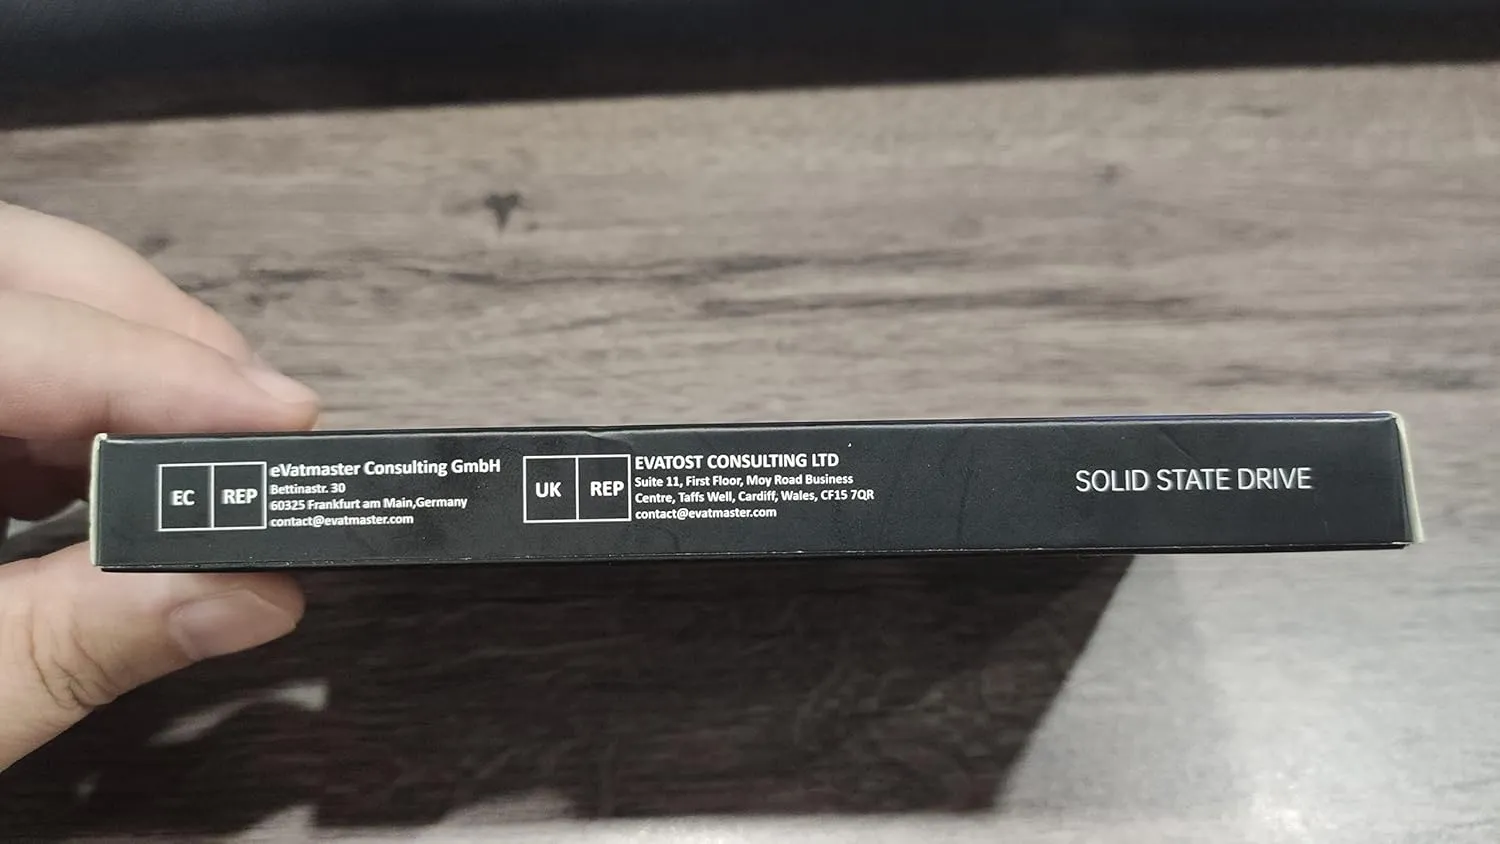 EC REP
eVatmaster Consulting GmbH
Bettinastr. 30
60325 Frankfurt am Main,Germany
contact@evatmaster.com
UK REP
EVATOST CONSULTING LTD
Suite 11, First Floor, Moy Road Business
Centre, Taffs Well, Cardiff, Wales, CF15 7QR
contact@evatmaster.com
SOLID STATE DRIVE